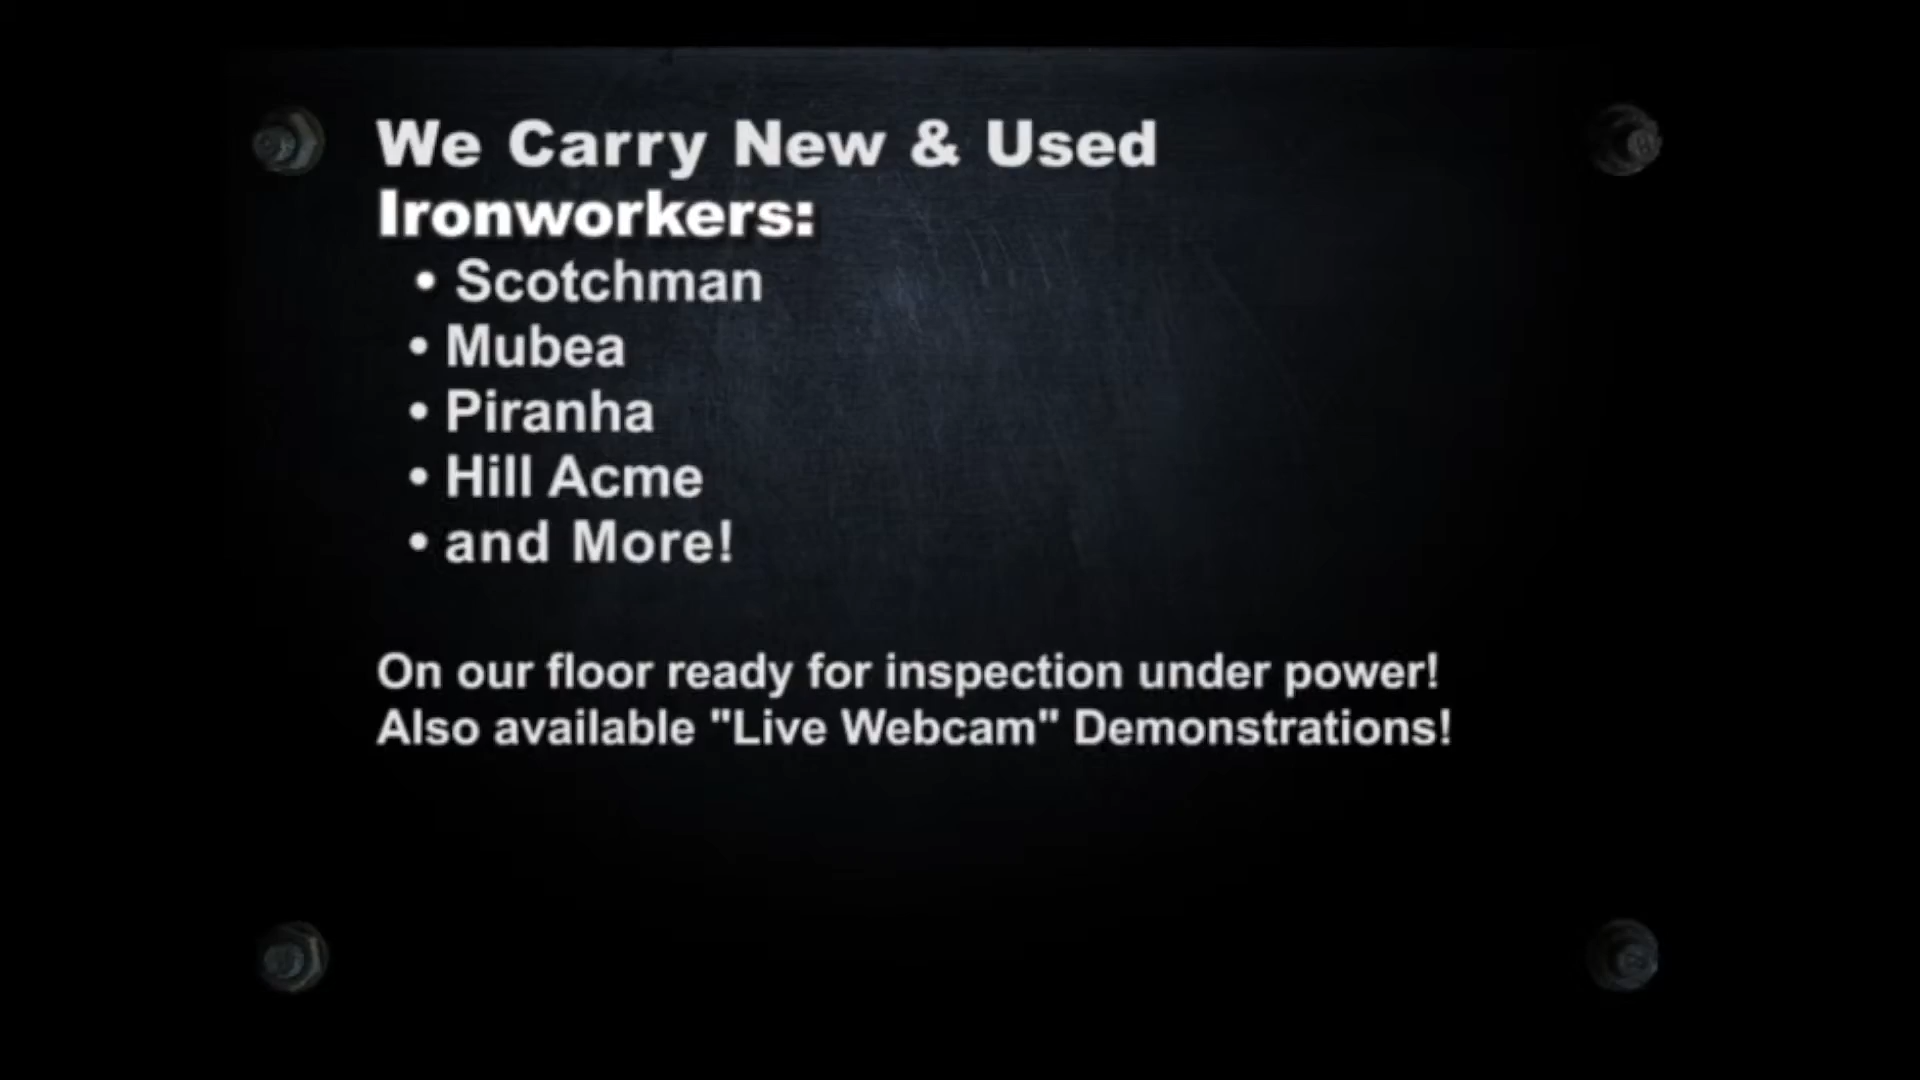 We Carry New & Used
Ironworkers:
• Scotchman
• Mubea
• Piranha
• Hill Acme
• and More!
On our floor ready for inspection under power!
Also available "Live Webcam" Demonstrations!